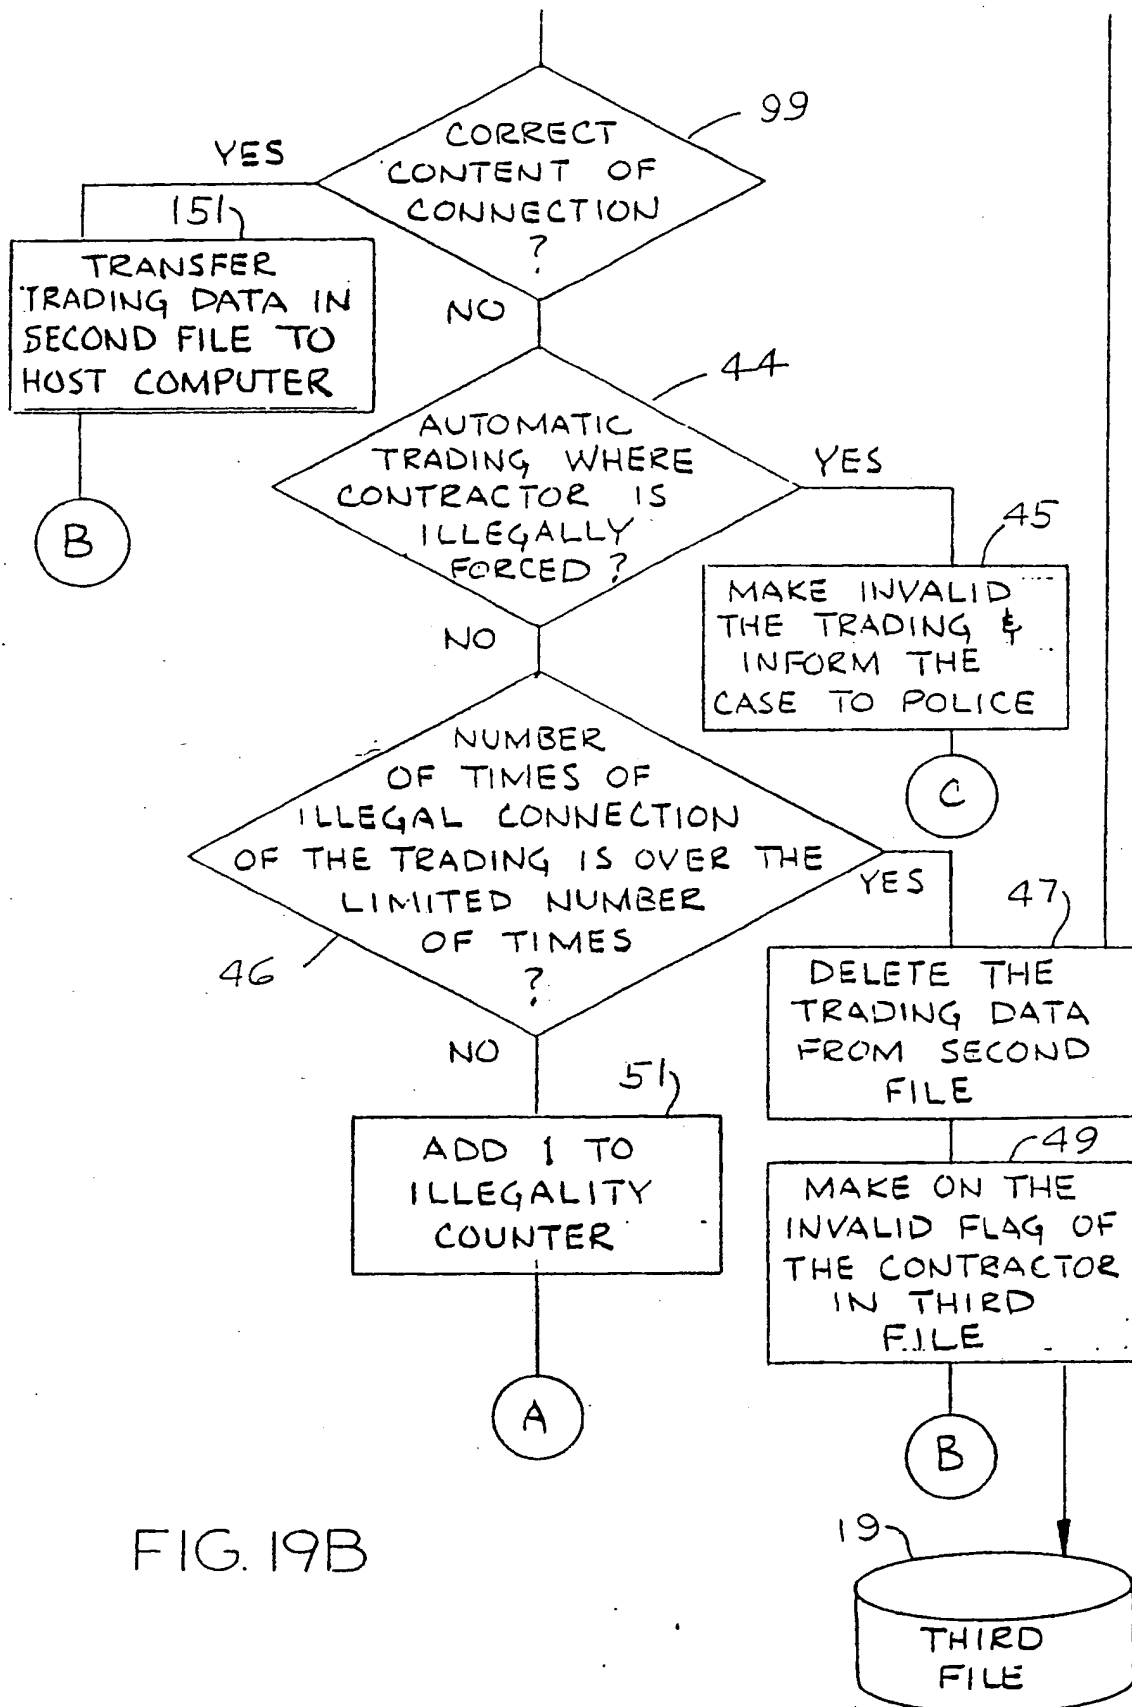 99
CORRECT
CONTENT OF
CONNECTION
?
YES
NO
151
TRANSFER
TRADING DATA IN
SECOND FILE TO
HOST COMPUTER
B
44
AUTOMATIC
TRADING WHERE
CONTRACTOR IS
ILLEGALLY
FORCED ?
YES
NO
45
MAKE INVALID
THE TRADING &
INFORM THE
CASE TO POLICE
C
NUMBER
OF TIMES OF
ILLEGAL CONNECTION
OF THE TRADING IS OVER THE
LIMITED NUMBER
OF TIMES
?
46
YES
NO
47
DELETE THE
TRADING DATA
FROM SECOND
FILE
51
ADD 1 TO
ILLEGALITY
COUNTER
A
49
MAKE ON THE
INVALID FLAG OF
THE CONTRACTOR
IN THIRD
FILE
B
19
THIRD
FILE
FIG. 19B